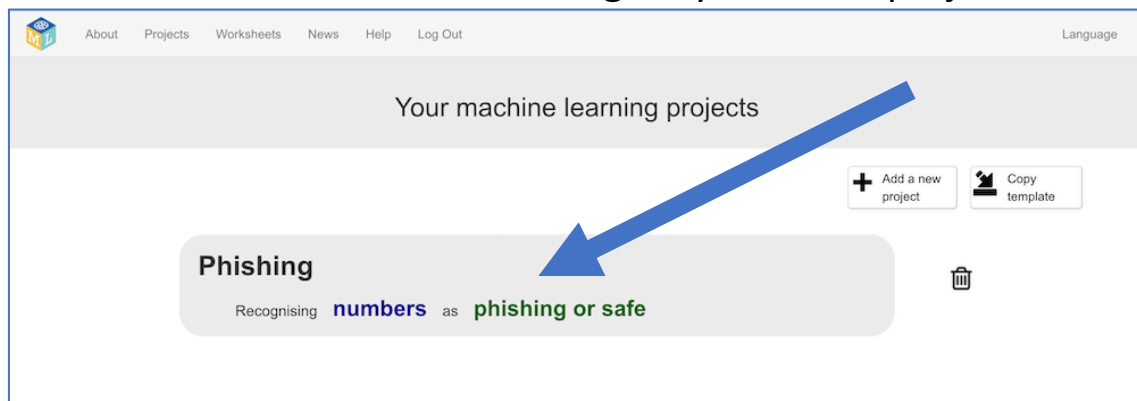 About Projects Worksheets News Help Log Out Language
Your machine learning projects
Add a new
project
Copy
template
Phishing
Recognising numbers as phishing or safe